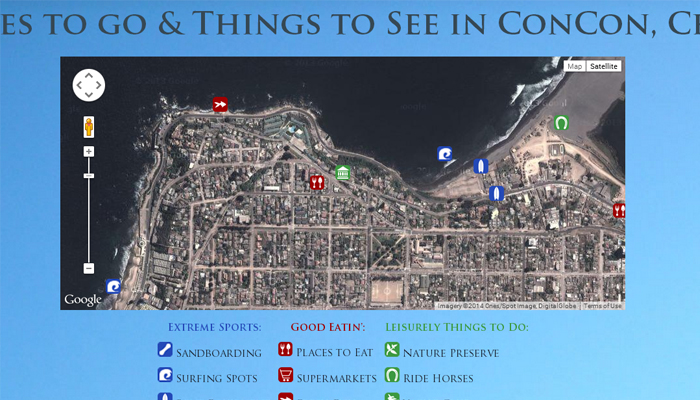 ES TO GO & THINGS TO SEE IN CONCON, C
Map Satellite
Google
Imagery ©2014 Cnes/Spot Image, DigitalGlobe Terms of Use
EXTREME SPORTS: GOOD EATIN': LEISURELY THINGS TO DO:
SANDBOARDING PLACES TO EAT NATURE PRESERVE
SURFING SPOTS SUPERMARKETS RIDE HORSES